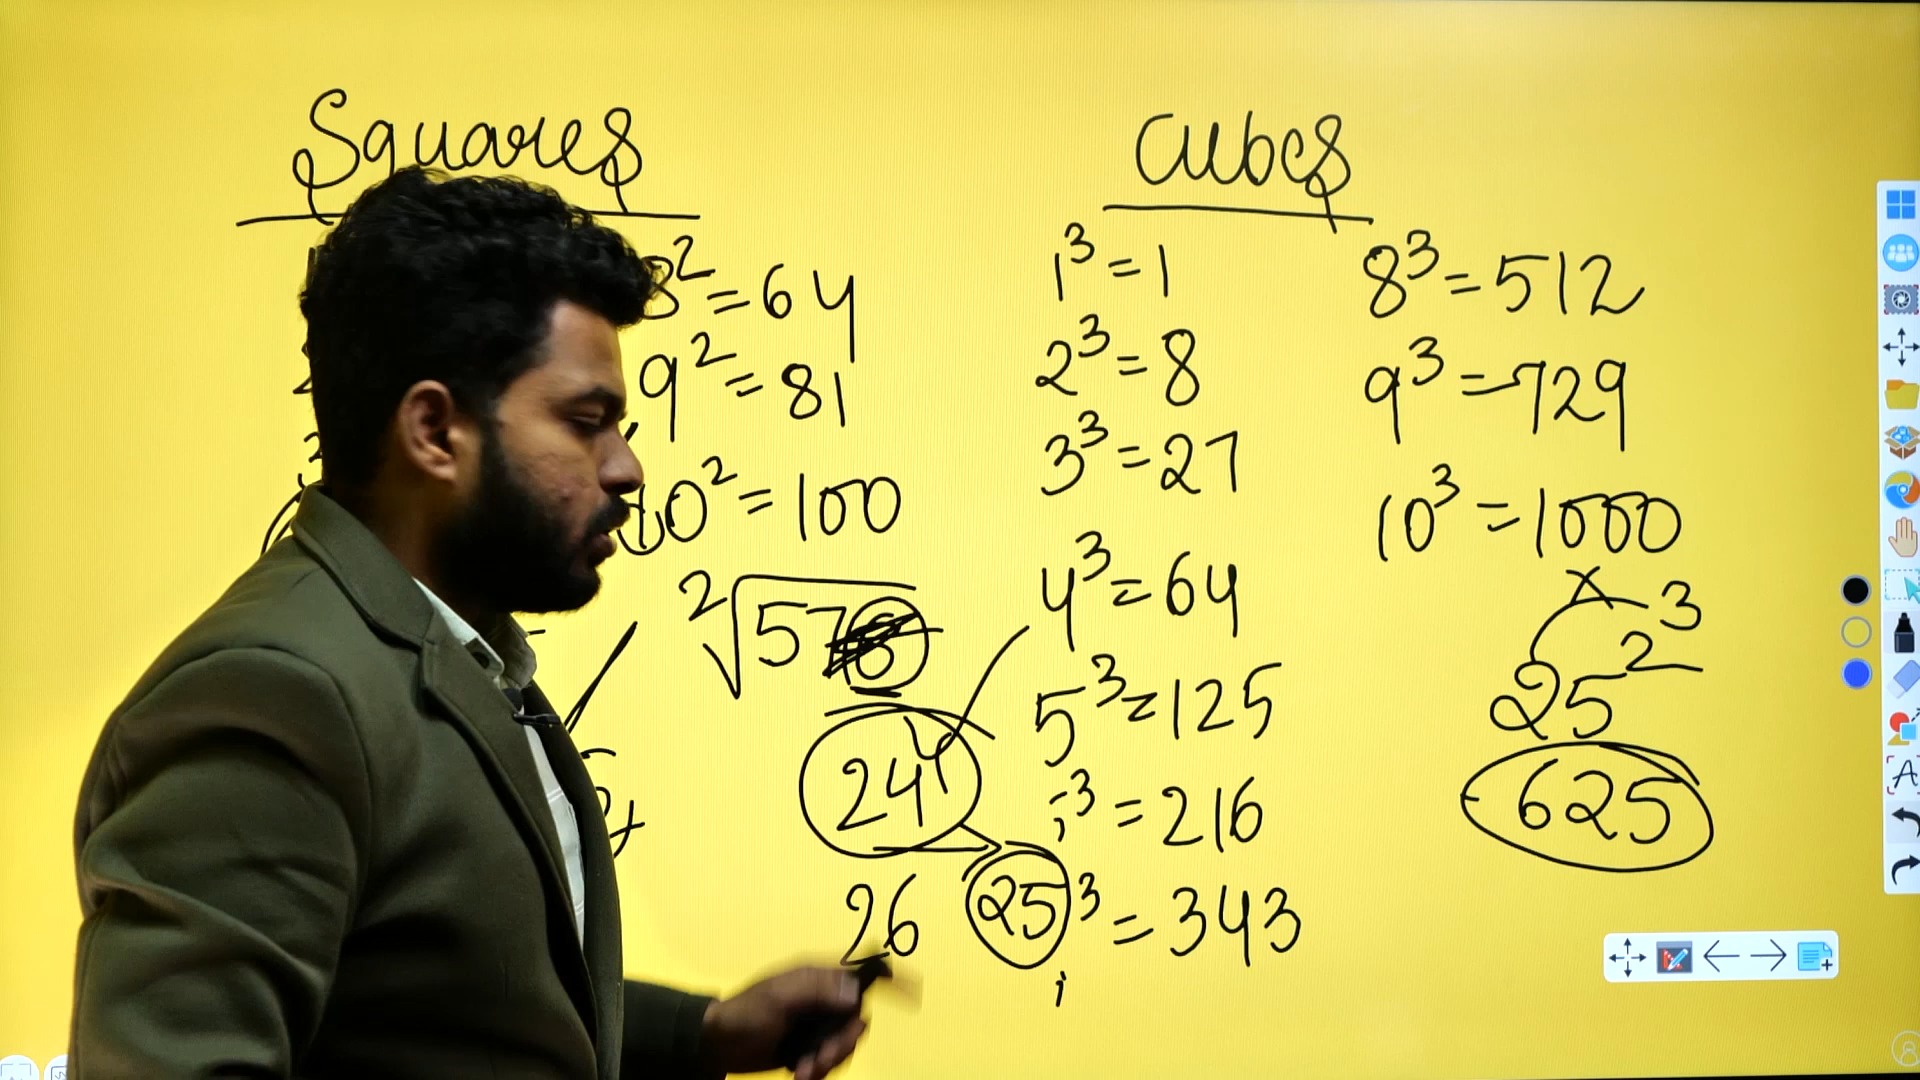 Squares
8² = 64
9² = 81
10² = 100
²√576
24
26
25
Cubes
1³ = 1
2³ = 8
3³ = 27
4³ = 64
5³ = 125
³ = 216
³ = 343
8³ = 512
9³ = 729
10³ = 1000
× 3
25²
625
A